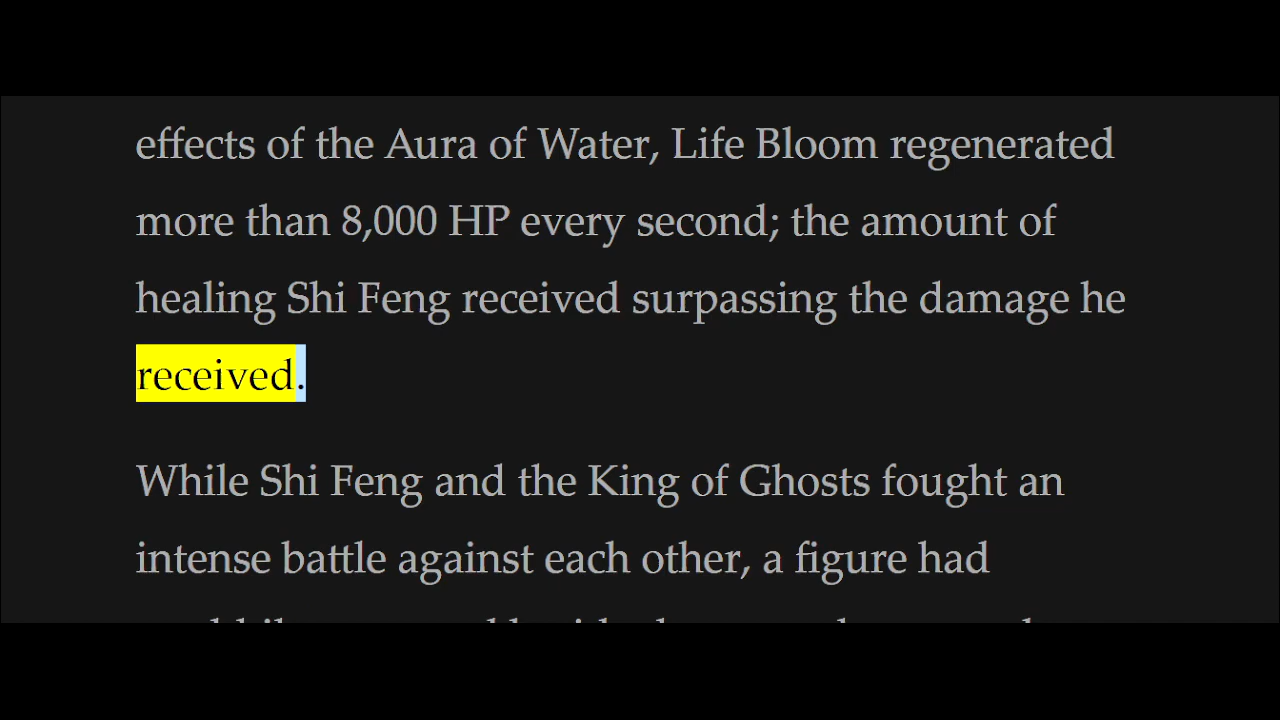 effects of the Aura of Water, Life Bloom regenerated
more than 8,000 HP every second; the amount of
healing Shi Feng received surpassing the damage he
received.
While Shi Feng and the King of Ghosts fought an
intense battle against each other, a figure had